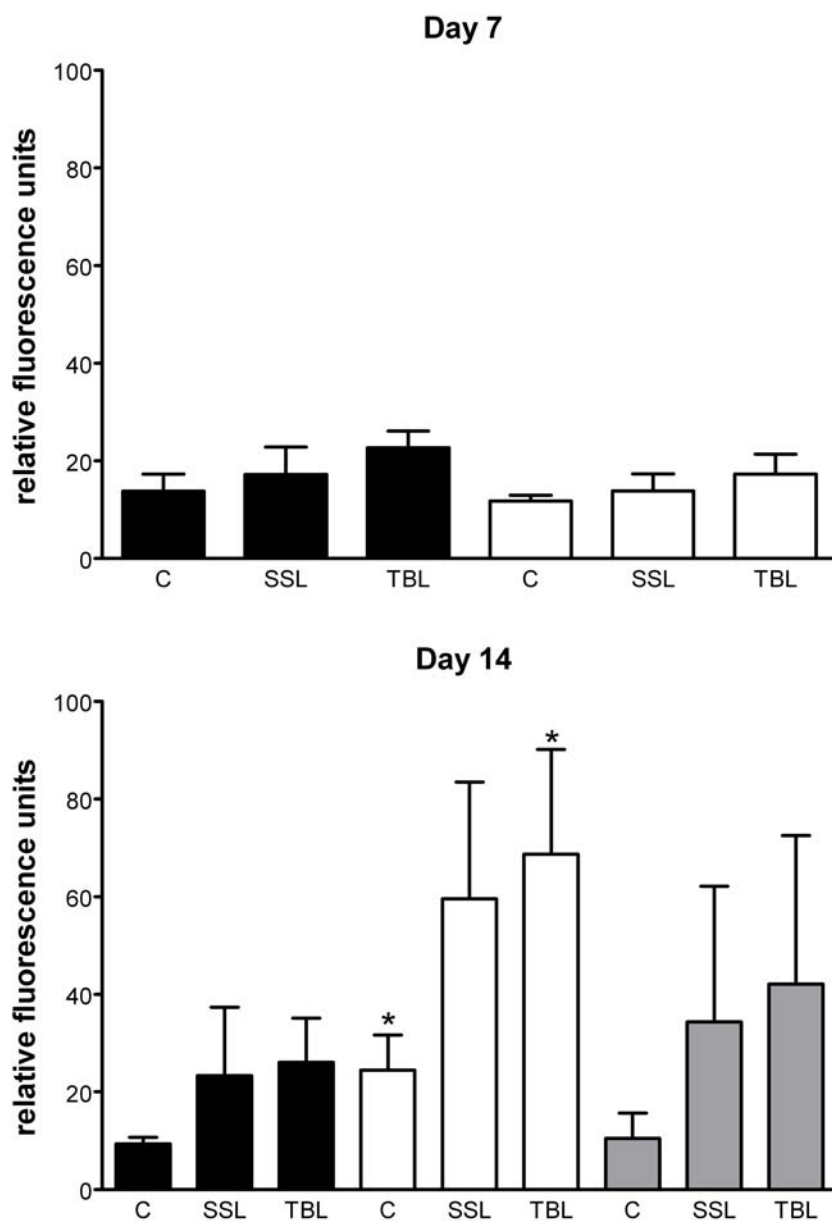 Day 7
relative fluorescence units
100
80
60
40
20
0
C SSL TBL C SSL TBL
Day 14
relative fluorescence units
100
80
60
40
20
0
* *
C SSL TBL C SSL TBL C SSL TBL